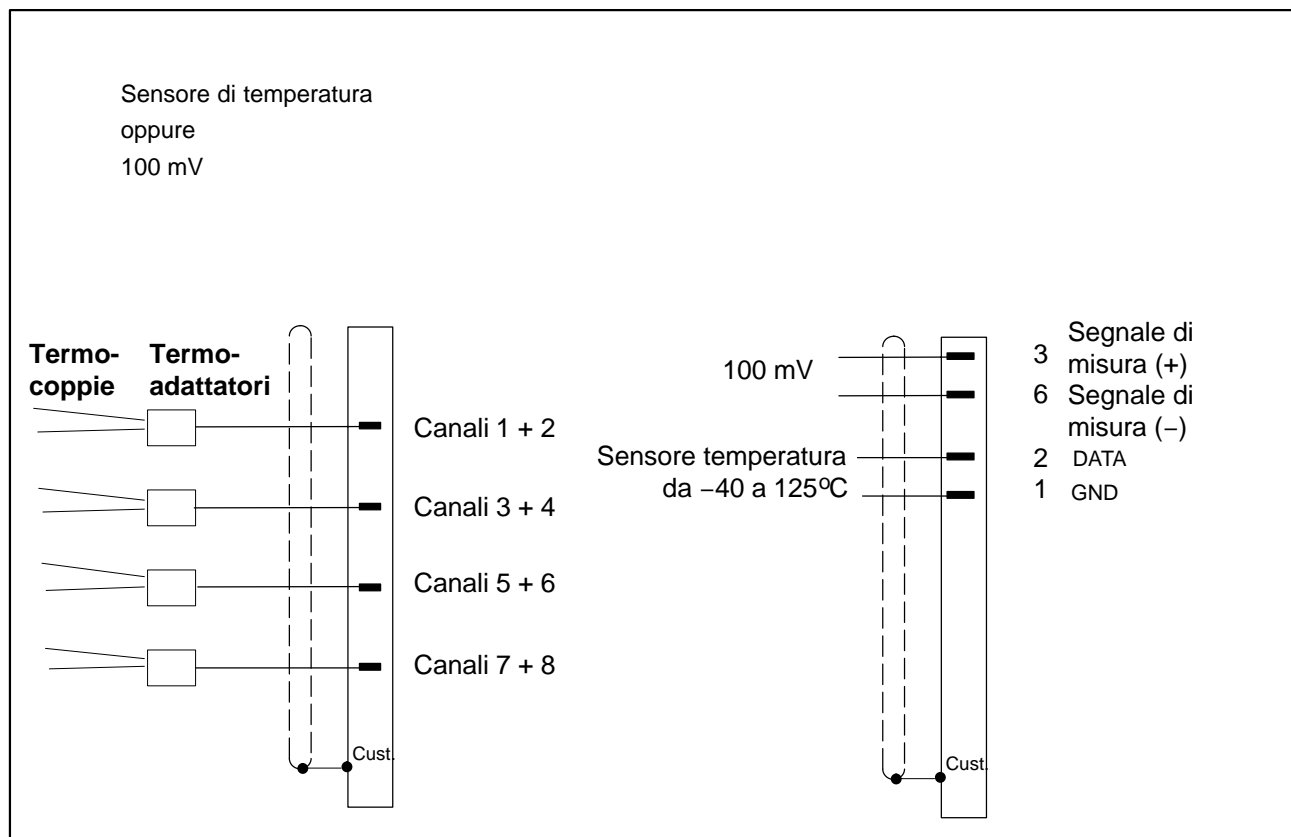 Sensore di temperatura
oppure
100 mV
Termo-
coppie
Termo-
adattatori
Canali 1 + 2
Canali 3 + 4
Canali 5 + 6
Canali 7 + 8
Cust.
100 mV
Sensore temperatura
da −40 a 125ºC
3 Segnale di
misura (+)
6 Segnale di
misura (−)
2 DATA
1 GND
Cust.